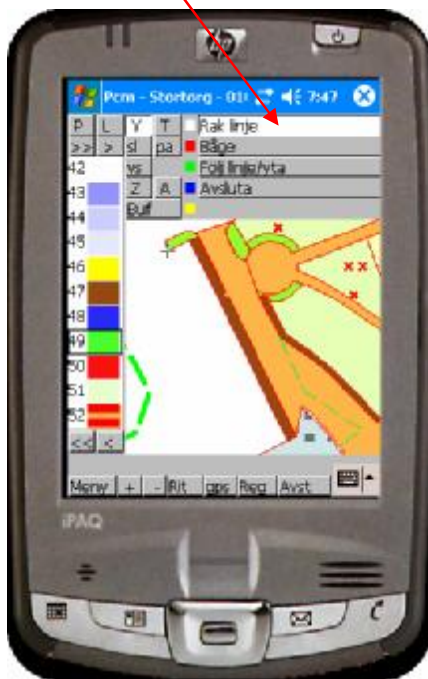 hp
Pcm - Stortorg - 01 7:47
P L Y T Rak linje
>> > sl pa Båge
42 vs Följ linje/yta
43 Z A Avsluta
44 Buf
45
46
47
48
49
50
51
52
<< <
Meny + - Rit gps Reg Avst
iPAQ